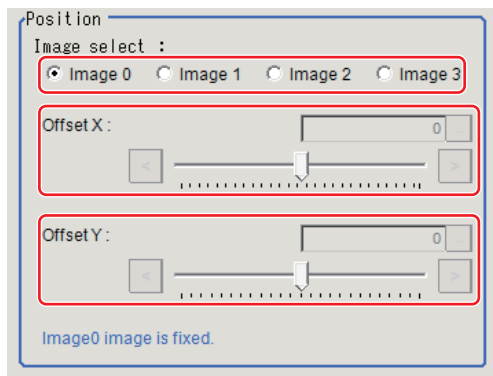 Position
Image select :
Image 0 Image 1 Image 2 Image 3
Offset X : 0 ...
< >
Offset Y : 0 ...
< >
Image0 image is fixed.